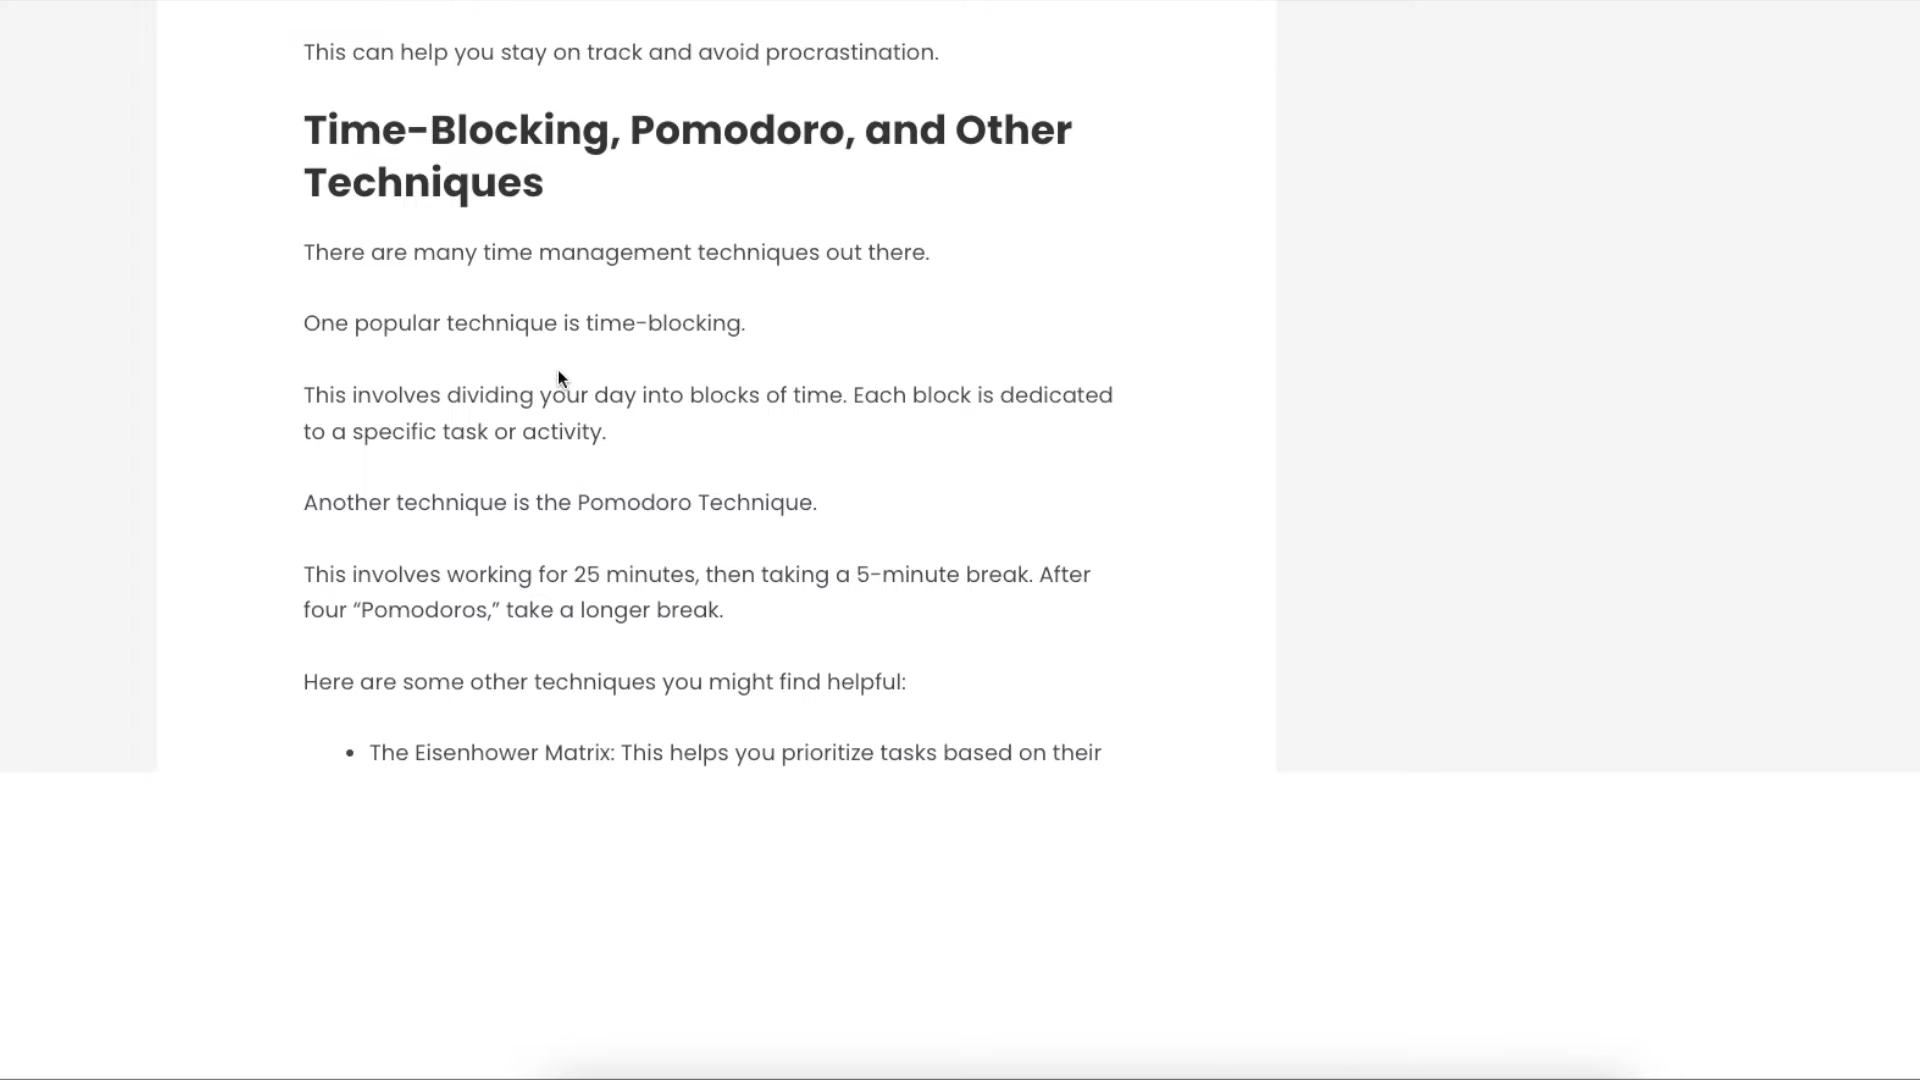 This can help you stay on track and avoid procrastination.
Time-Blocking, Pomodoro, and Other
Techniques
There are many time management techniques out there.
One popular technique is time-blocking.
This involves dividing your day into blocks of time. Each block is dedicated
to a specific task or activity.
Another technique is the Pomodoro Technique.
This involves working for 25 minutes, then taking a 5-minute break. After
four “Pomodoros,” take a longer break.
Here are some other techniques you might find helpful:
• The Eisenhower Matrix: This helps you prioritize tasks based on their